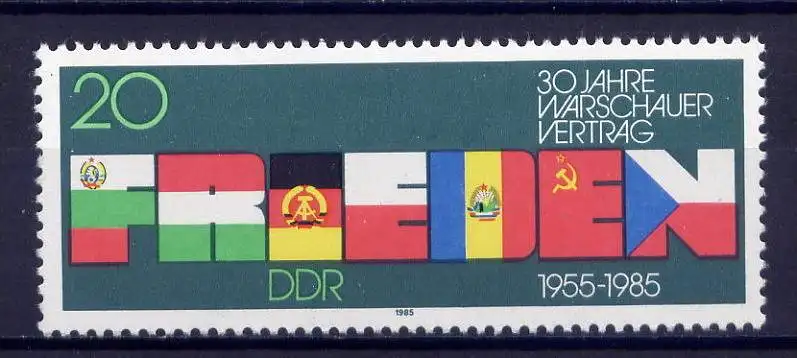 20
30 JAHRE
WARSCHAUER
VERTRAG
FRIEDEN
DDR
1955-1985
1985